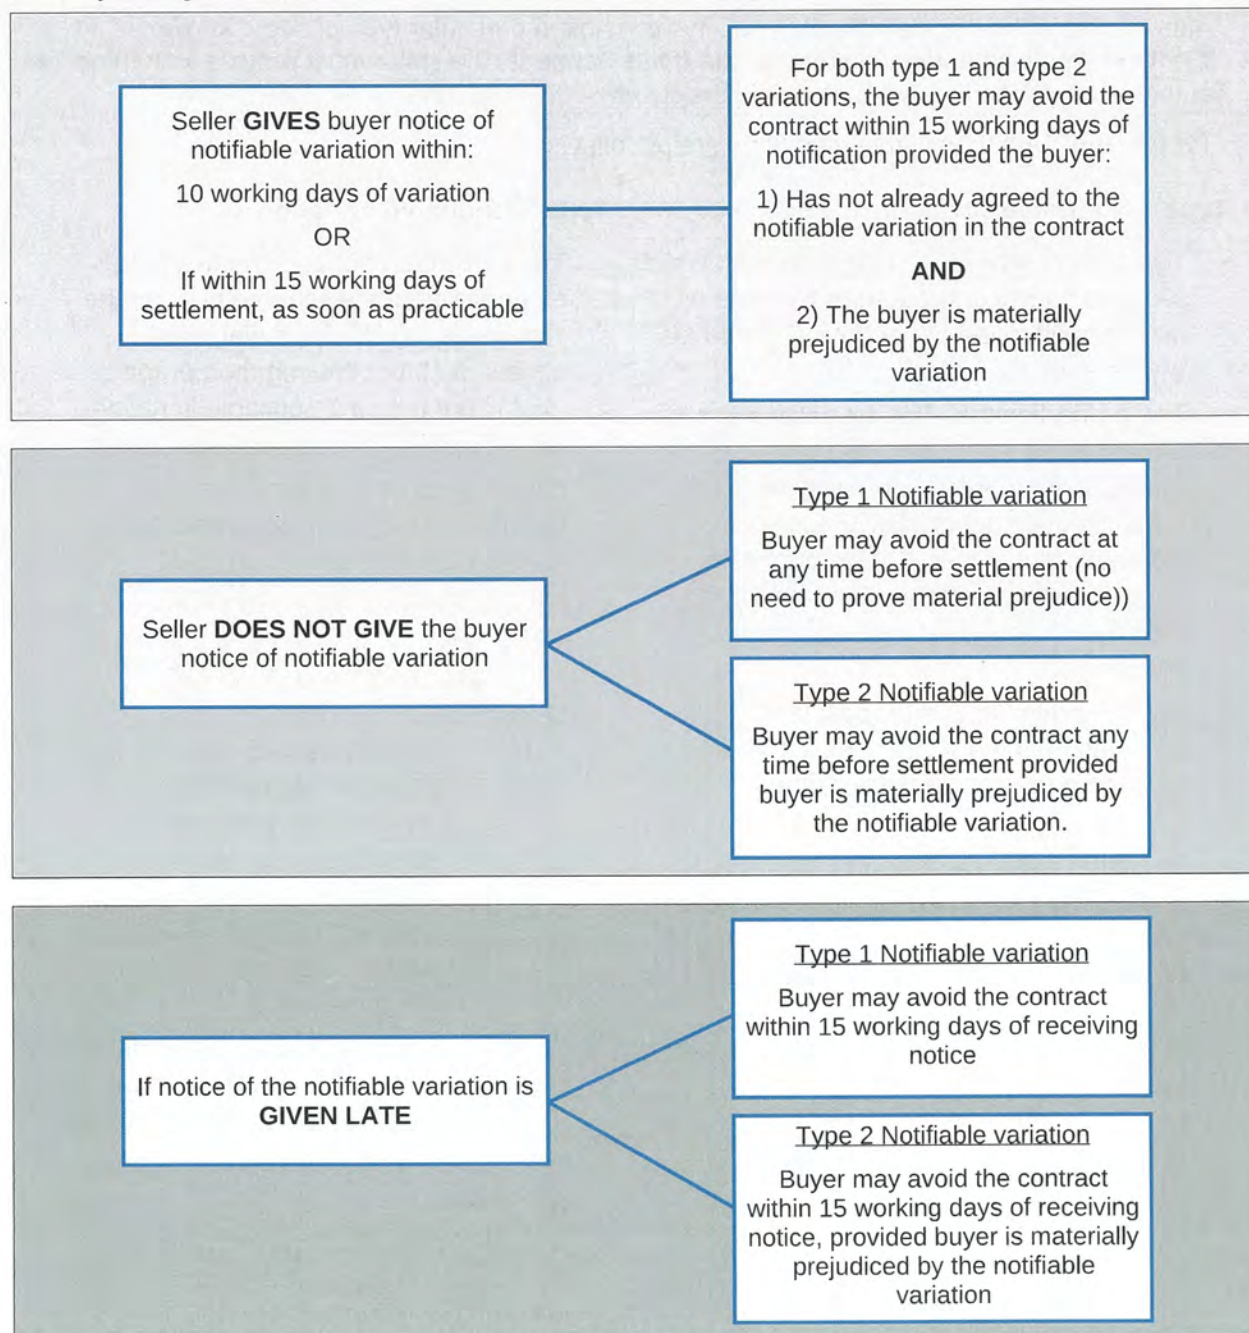 Seller GIVES buyer notice of
notifiable variation within:
10 working days of variation
OR
If within 15 working days of
settlement, as soon as practicable
For both type 1 and type 2
variations, the buyer may avoid the
contract within 15 working days of
notification provided the buyer:
1) Has not already agreed to the
notifiable variation in the contract
AND
2) The buyer is materially
prejudiced by the notifiable
variation
Seller DOES NOT GIVE the buyer
notice of notifiable variation
Type 1 Notifiable variation
Buyer may avoid the contract at
any time before settlement (no
need to prove material prejudice))
Type 2 Notifiable variation
Buyer may avoid the contract any
time before settlement provided
buyer is materially prejudiced by
the notifiable variation.
If notice of the notifiable variation is
GIVEN LATE
Type 1 Notifiable variation
Buyer may avoid the contract
within 15 working days of receiving
notice
Type 2 Notifiable variation
Buyer may avoid the contract
within 15 working days of receiving
notice, provided buyer is materially
prejudiced by the notifiable
variation